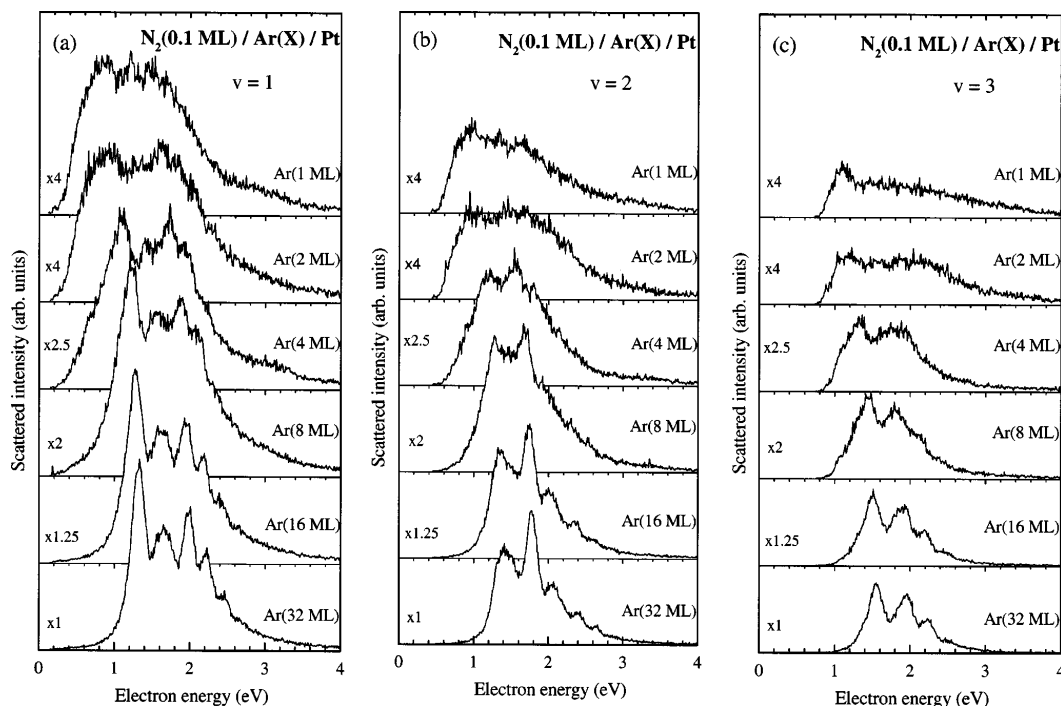 (a) N₂(0.1 ML) / Ar(X) / Pt
v = 1
x4 Ar(1 ML)
x4 Ar(2 ML)
x2.5 Ar(4 ML)
x2 Ar(8 ML)
x1.25 Ar(16 ML)
x1 Ar(32 ML)
0 1 2 3 4
Electron energy (eV)
Scattered intensity (arb. units)
(b) N₂(0.1 ML) / Ar(X) / Pt
v = 2
x4 Ar(1 ML)
x4 Ar(2 ML)
x2.5 Ar(4 ML)
x2 Ar(8 ML)
x1.25 Ar(16 ML)
x1 Ar(32 ML)
0 1 2 3 4
Electron energy (eV)
Scattered intensity (arb. units)
(c) N₂(0.1 ML) / Ar(X) / Pt
v = 3
x4 Ar(1 ML)
x4 Ar(2 ML)
x2.5 Ar(4 ML)
x2 Ar(8 ML)
x1.25 Ar(16 ML)
x1 Ar(32 ML)
0 1 2 3 4
Electron energy (eV)
Scattered intensity (arb. units)